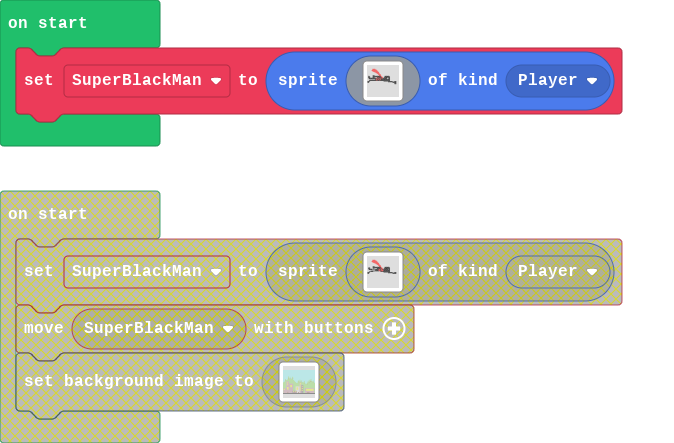 on start
set SuperBlackMan to sprite of kind Player
on start
set SuperBlackMan to sprite of kind Player
move SuperBlackMan with buttons
set background image to